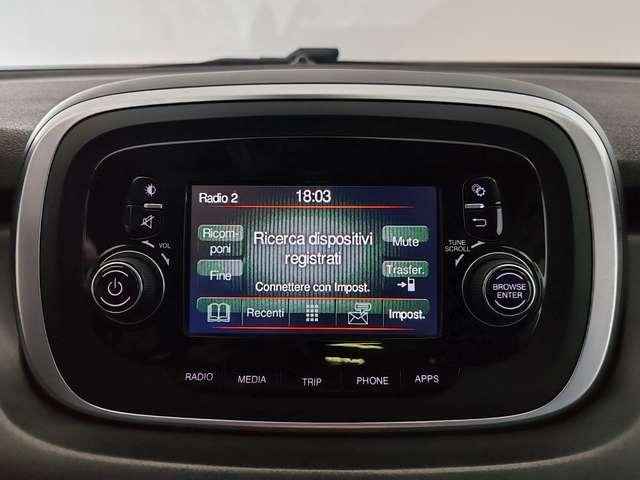 Radio 2
18:03
Ricom-
poni
Ricerca dispositivi
registrati
Mute
Fine
Connettere con Impost.
Trasfer.
Recenti
Impost.
VOL
TUNE
SCROLL
BROWSE
ENTER
RADIO
MEDIA
TRIP
PHONE
APPS